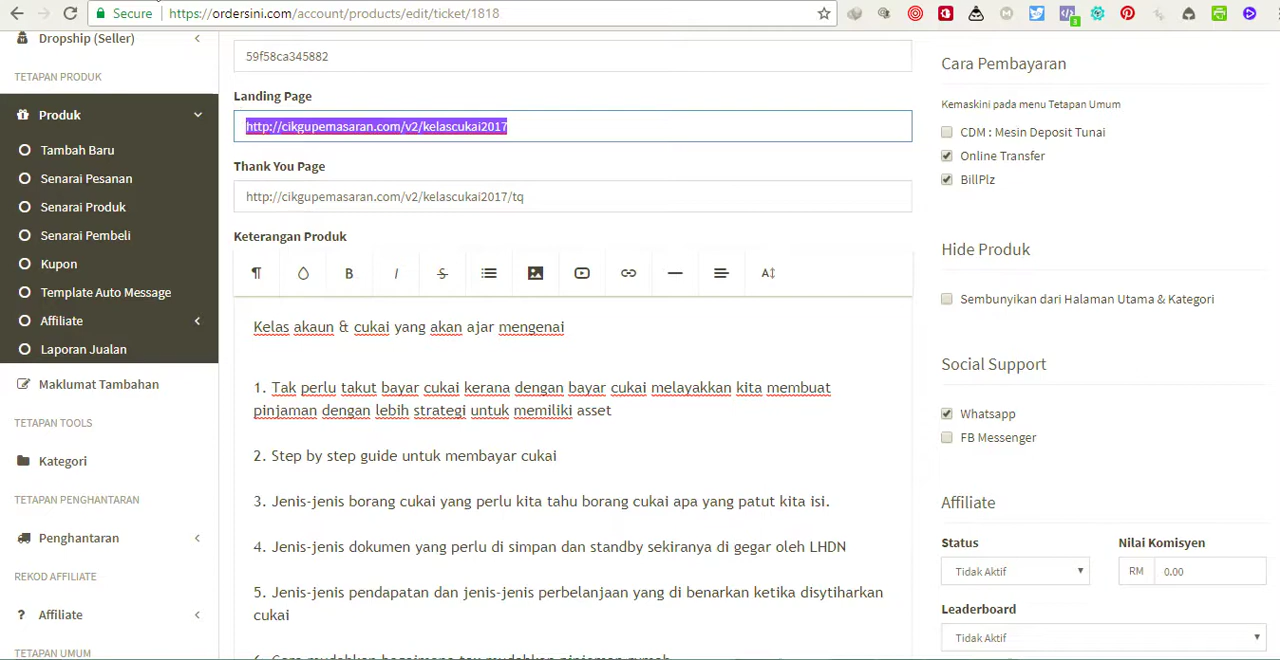 Secure
https://ordersini.com/account/products/edit/ticket/1818
3
Dropship (Seller)
TETAPAN PRODUK
Produk
Tambah Baru
Senarai Pesanan
Senarai Produk
Senarai Pembeli
Kupon
Template Auto Message
Affiliate
Laporan Jualan
Maklumat Tambahan
TETAPAN TOOLS
Kategori
TETAPAN PENGHANTARAN
Penghantaran
REKOD AFFILIATE
? Affiliate
TETAPAN UMUM
59f58ca345882
Landing Page
http://cikgupemasaran.com/v2/kelascukai2017
Thank You Page
http://cikgupemasaran.com/v2/kelascukai2017/tq
Keterangan Produk
¶ B I S A
Kelas akaun & cukai yang akan ajar mengenai
1. Tak perlu takut bayar cukai kerana dengan bayar cukai melayakkan kita membuat
pinjaman dengan lebih strategi untuk memiliki asset
2. Step by step guide untuk membayar cukai
3. Jenis-jenis borang cukai yang perlu kita tahu borang cukai apa yang patut kita isi.
4. Jenis-jenis dokumen yang perlu di simpan dan standby sekiranya di gegar oleh LHDN
5. Jenis-jenis pendapatan dan jenis-jenis perbelanjaan yang di benarkan ketika disytiharkan
cukai
6. Cara mudahkan bagaimana tax mudahkan pinjaman rumah
Cara Pembayaran
Kemaskini pada menu Tetapan Umum
CDM : Mesin Deposit Tunai
Online Transfer
BillPlz
Hide Produk
Sembunyikan dari Halaman Utama & Kategori
Social Support
Whatsapp
FB Messenger
Affiliate
Status
Nilai Komisyen
Tidak Aktif
RM 0.00
Leaderboard
Tidak Aktif